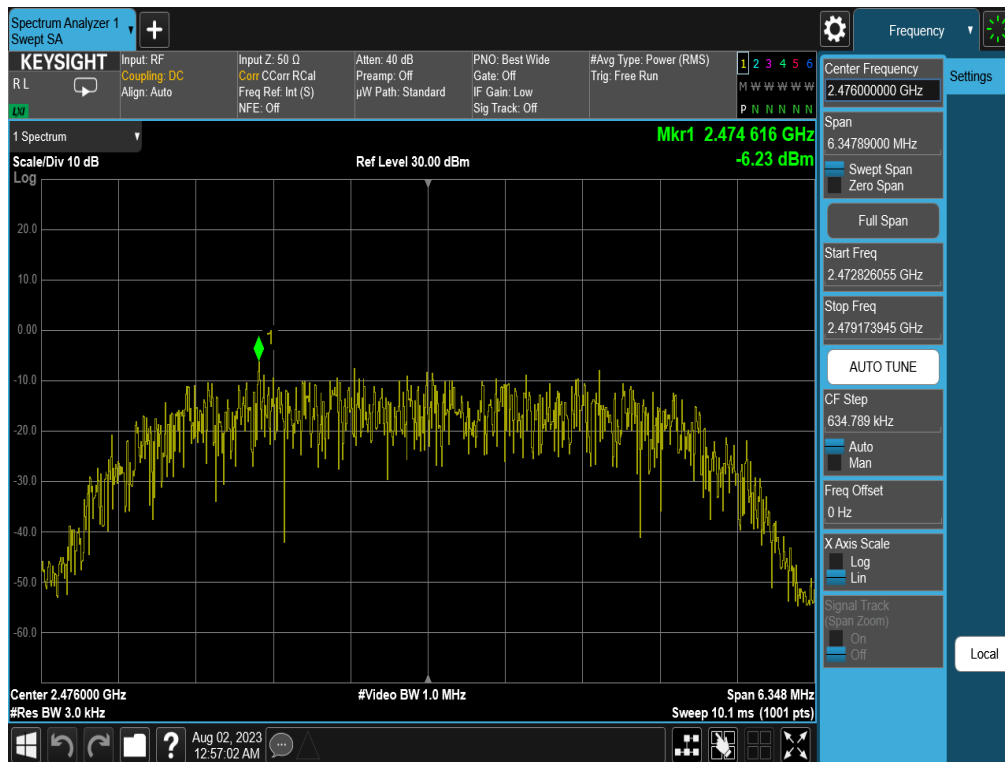 Spectrum Analyzer 1
Swept SA
+
Frequency
KEYSIGHT
R L
LXI
Input: RF
Coupling: DC
Align: Auto
Input Z: 50 Ω
Corr CCorr RCal
Freq Ref: Int (S)
NFE: Off
Atten: 40 dB
Preamp: Off
µW Path: Standard
PNO: Best Wide
Gate: Off
IF Gain: Low
Sig Track: Off
#Avg Type: Power (RMS)
Trig: Free Run
1 2 3 4 5 6
M W W W W W
P N N N N N
1 Spectrum
Scale/Div 10 dB
Log
Ref Level 30.00 dBm
Mkr1 2.474 616 GHz
-6.23 dBm
20.0
10.0
0.00
-10.0
-20.0
-30.0
-40.0
-50.0
-60.0
1
Center 2.476000 GHz
#Res BW 3.0 kHz
#Video BW 1.0 MHz
Span 6.348 MHz
Sweep 10.1 ms (1001 pts)
Center Frequency
2.476000000 GHz
Span
6.34789000 MHz
Swept Span
Zero Span
Full Span
Start Freq
2.472826055 GHz
Stop Freq
2.479173945 GHz
AUTO TUNE
CF Step
634.789 kHz
Auto
Man
Freq Offset
0 Hz
X Axis Scale
Log
Lin
Signal Track
(Span Zoom)
On
Off
Settings
Local
?
Aug 02, 2023
12:57:02 AM